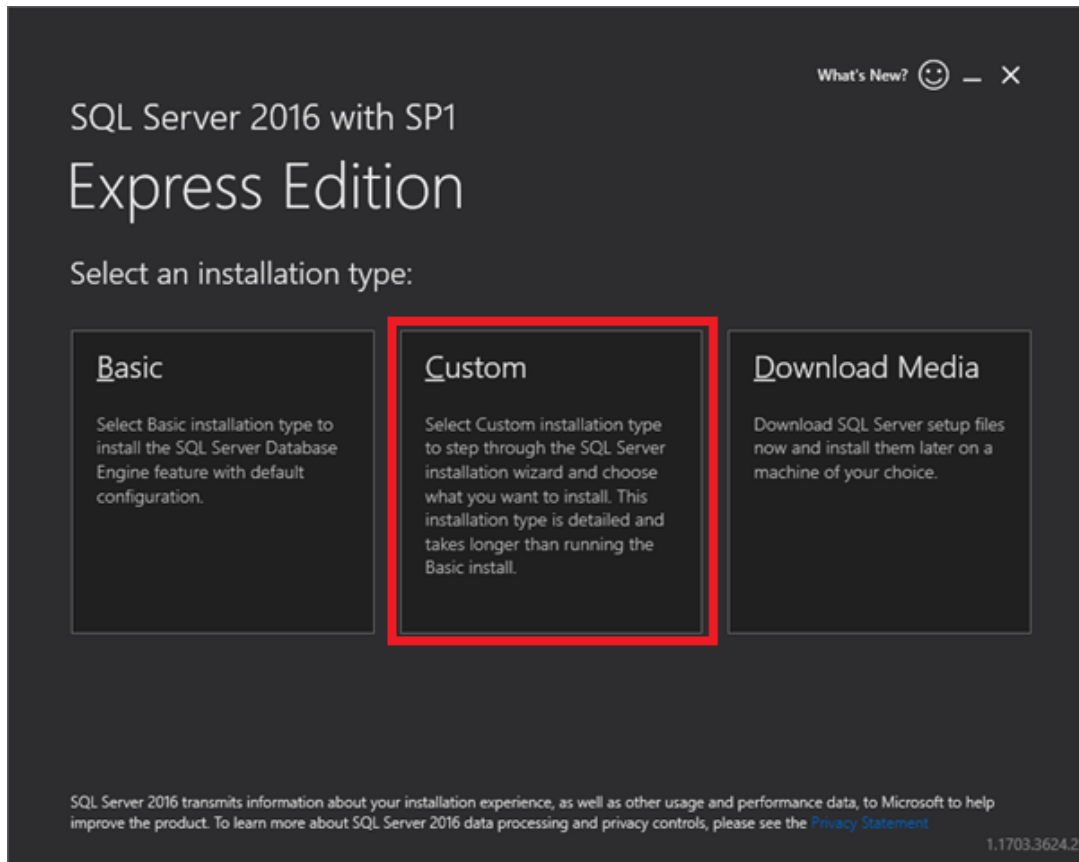 What's New?
SQL Server 2016 with SP1
Express Edition
Select an installation type:
Basic
Select Basic installation type to
install the SQL Server Database
Engine feature with default
configuration.
Custom
Select Custom installation type
to step through the SQL Server
installation wizard and choose
what you want to install. This
installation type is detailed and
takes longer than running the
Basic install.
Download Media
Download SQL Server setup files
now and install them later on a
machine of your choice.
SQL Server 2016 transmits information about your installation experience, as well as other usage and performance data, to Microsoft to help
improve the product. To learn more about SQL Server 2016 data processing and privacy controls, please see the Privacy Statement
1.1703.3624.2